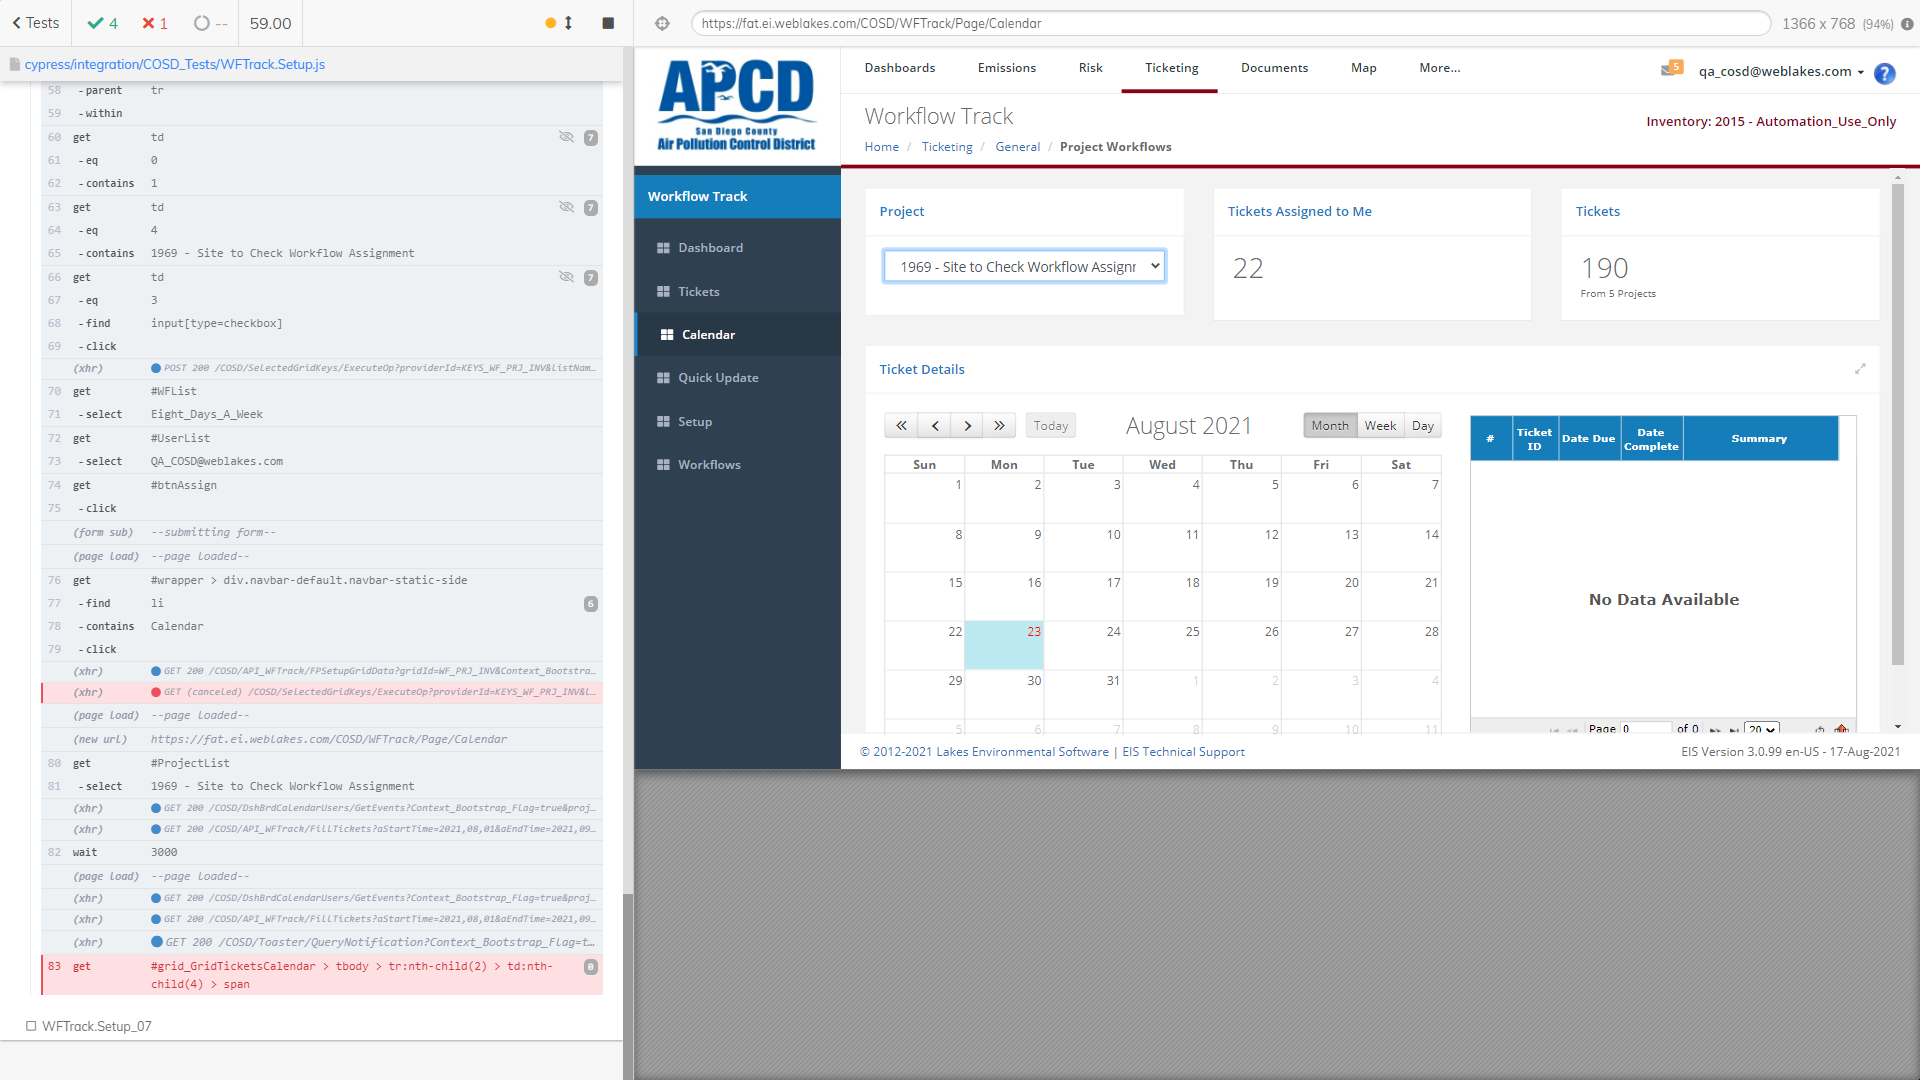 Tests
4
1
--
59.00
cypress/integration/COSD_Tests/WFTrack.Setup.js
58 -parent tr
59 -within
60 get td 7
61 -eq 0
62 -contains 1
63 get td 7
64 -eq 4
65 -contains 1969 - Site to Check Workflow Assignment
66 get td 7
67 -eq 3
68 -find input[type=checkbox]
69 -click
(xhr) POST 200 /COSD/SelectedGridKeys/ExecuteOp?providerId=KEYS_WF_PRJ_INV&listNam…
70 get #WFList
71 -select Eight_Days_A_Week
72 get #UserList
73 -select QA_COSD@weblakes.com
74 get #btnAssign
75 -click
(form sub) --submitting form--
(page load) --page loaded--
76 get #wrapper > div.navbar-default.navbar-static-side
77 -find li 6
78 -contains Calendar
79 -click
(xhr) GET 200 /COSD/API_WFTrack/FPSetupGridData?gridId=WF_PRJ_INV&Context_Bootstra…
(xhr) GET (canceled) /COSD/SelectedGridKeys/ExecuteOp?providerId=KEYS_WF_PRJ_INV&l…
(page load) --page loaded--
(new url) https://fat.ei.weblakes.com/COSD/WFTrack/Page/Calendar
80 get #ProjectList
81 -select 1969 - Site to Check Workflow Assignment
(xhr) GET 200 /COSD/DshBrdCalendarUsers/GetEvents?Context_Bootstrap_Flag=true&proj…
(xhr) GET 200 /COSD/API_WFTrack/FillTickets?aStartTime=2021,08,01&aEndTime=2021,09…
82 wait 3000
(page load) --page loaded--
(xhr) GET 200 /COSD/DshBrdCalendarUsers/GetEvents?Context_Bootstrap_Flag=true&proj…
(xhr) GET 200 /COSD/API_WFTrack/FillTickets?aStartTime=2021,08,01&aEndTime=2021,09…
(xhr) GET 200 /COSD/Toaster/QueryNotification?Context_Bootstrap_Flag=t…
83 get #grid_GridTicketsCalendar > tbody > tr:nth-child(2) > td:nth- 0
child(4) > span
WFTrack.Setup_07
https://fat.ei.weblakes.com/COSD/WFTrack/Page/Calendar
1366 x 768 (94%)
APCD
San Diego County
Air Pollution Control District
Dashboards Emissions Risk Ticketing Documents Map More...
5
qa_cosd@weblakes.com
?
Workflow Track
Inventory: 2015 - Automation_Use_Only
Home / Ticketing / General / Project Workflows
Workflow Track
Dashboard
Tickets
Calendar
Quick Update
Setup
Workflows
Project
1969 - Site to Check Workflow Assignr
Tickets Assigned to Me
22
Tickets
190
From 5 Projects
Ticket Details
Today
August 2021
Month Week Day
Sun Mon Tue Wed Thu Fri Sat
1 2 3 4 5 6 7
8 9 10 11 12 13 14
15 16 17 18 19 20 21
22 23 24 25 26 27 28
29 30 31 1 2 3 4
5 6 7 8 9 10 11
# Ticket ID Date Due Date Complete Summary
No Data Available
Page 0 of 0 20
© 2012-2021 Lakes Environmental Software | EIS Technical Support
EIS Version 3.0.99 en-US - 17-Aug-2021